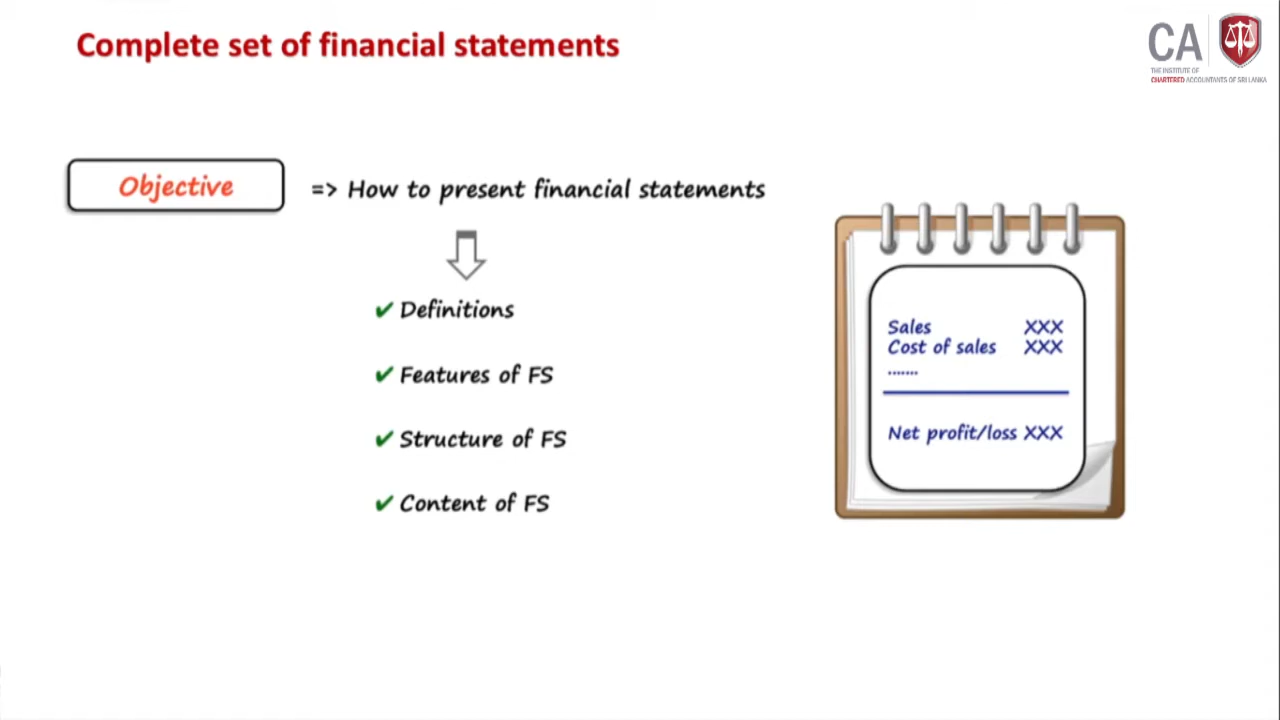 Complete set of financial statements
CA
THE INSTITUTE OF
CHARTERED ACCOUNTANTS OF SRI LANKA
Objective
=> How to present financial statements
✔ Definitions
✔ Features of FS
✔ Structure of FS
✔ Content of FS
Sales XXX
Cost of sales XXX
.......
Net profit/loss XXX